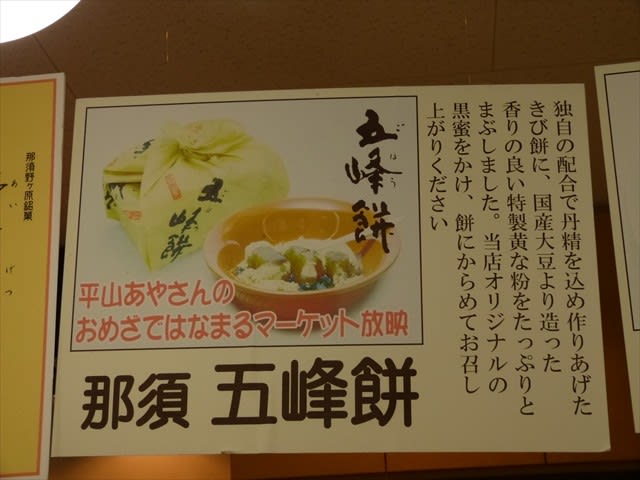 独自の配合で丹精を込め作りあげた
きび餅に、国産大豆より造った
香りの良い特製黄な粉をたっぷりと
まぶしました。当店オリジナルの
黒蜜をかけ、餅にからめてお召し
上がりください
五峰餅
ごほう
五峰餅
平山あやさんの
おめざではなまるマーケット放映
那須 五峰餅
那須野ヶ原銘菓